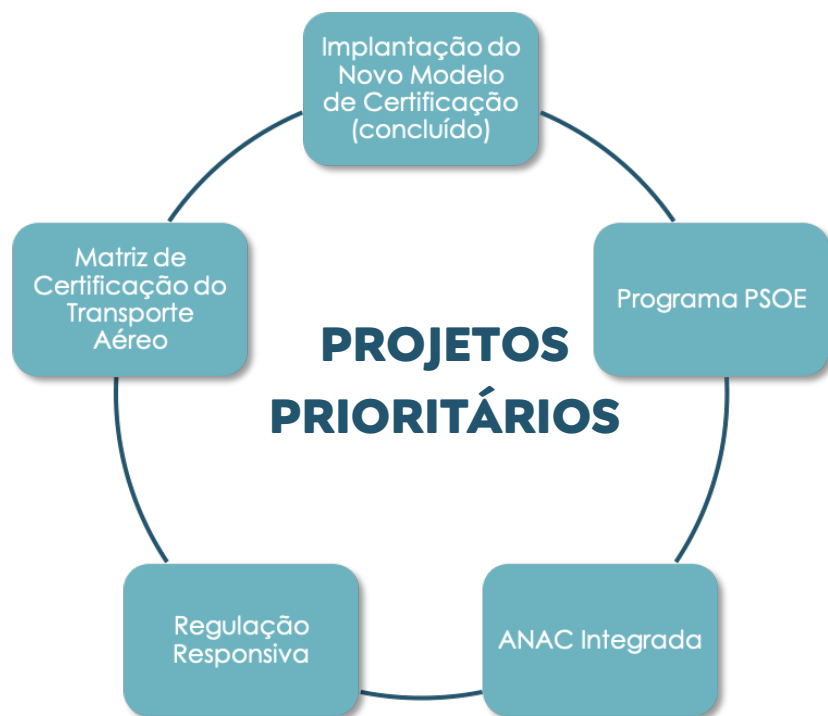 Implantação do
Novo Modelo
de Certificação
(concluído)
Programa PSOE
ANAC Integrada
Regulação
Responsiva
Matriz de
Certificação do
Transporte
Aéreo
PROJETOS
PRIORITÁRIOS